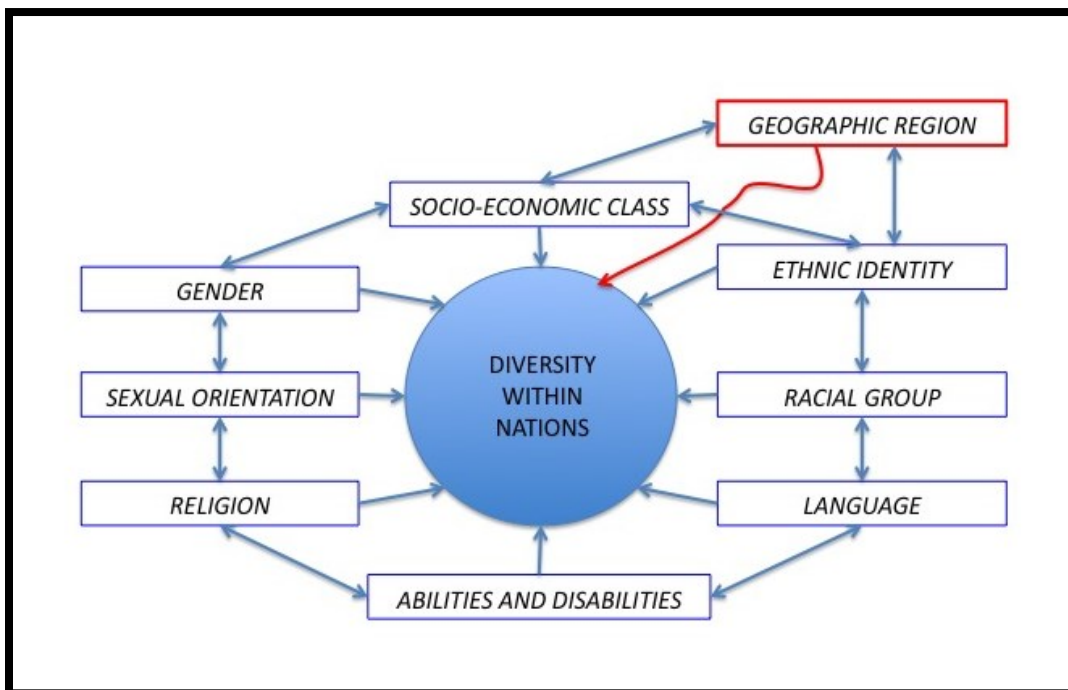 GEOGRAPHIC REGION
SOCIO-ECONOMIC CLASS
ETHNIC IDENTITY
GENDER
DIVERSITY
WITHIN
NATIONS
SEXUAL ORIENTATION
RACIAL GROUP
RELIGION
LANGUAGE
ABILITIES AND DISABILITIES